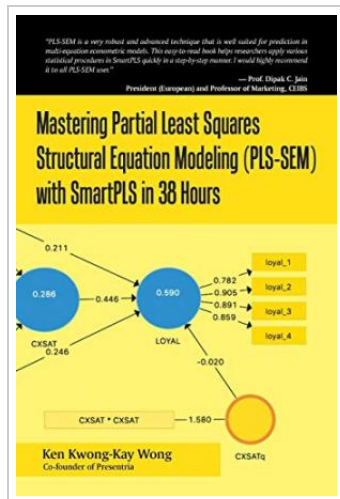 "PLS-SEM is a very robust and advanced technique that is well suited for prediction in
multi-equation econometric models. This easy-to-read book helps researchers apply various
statistical procedures in SmartPLS quickly in a step-by-step manner. I would highly recommend
it to all PLS-SEM users."
— Prof. Dipak C. Jain
President (European) and Professor of Marketing, CEIBS
Mastering Partial Least Squares
Structural Equation Modeling (PLS-SEM)
with SmartPLS in 38 Hours
0.211
0.286
CXSAT
0.446
0.246
0.590
LOYAL
0.782
0.905
0.891
0.859
loyal_1
loyal_2
loyal_3
loyal_4
-0.020
CXSAT * CXSAT
1.580
CXSATq
Ken Kwong-Kay Wong
Co-founder of Presentria